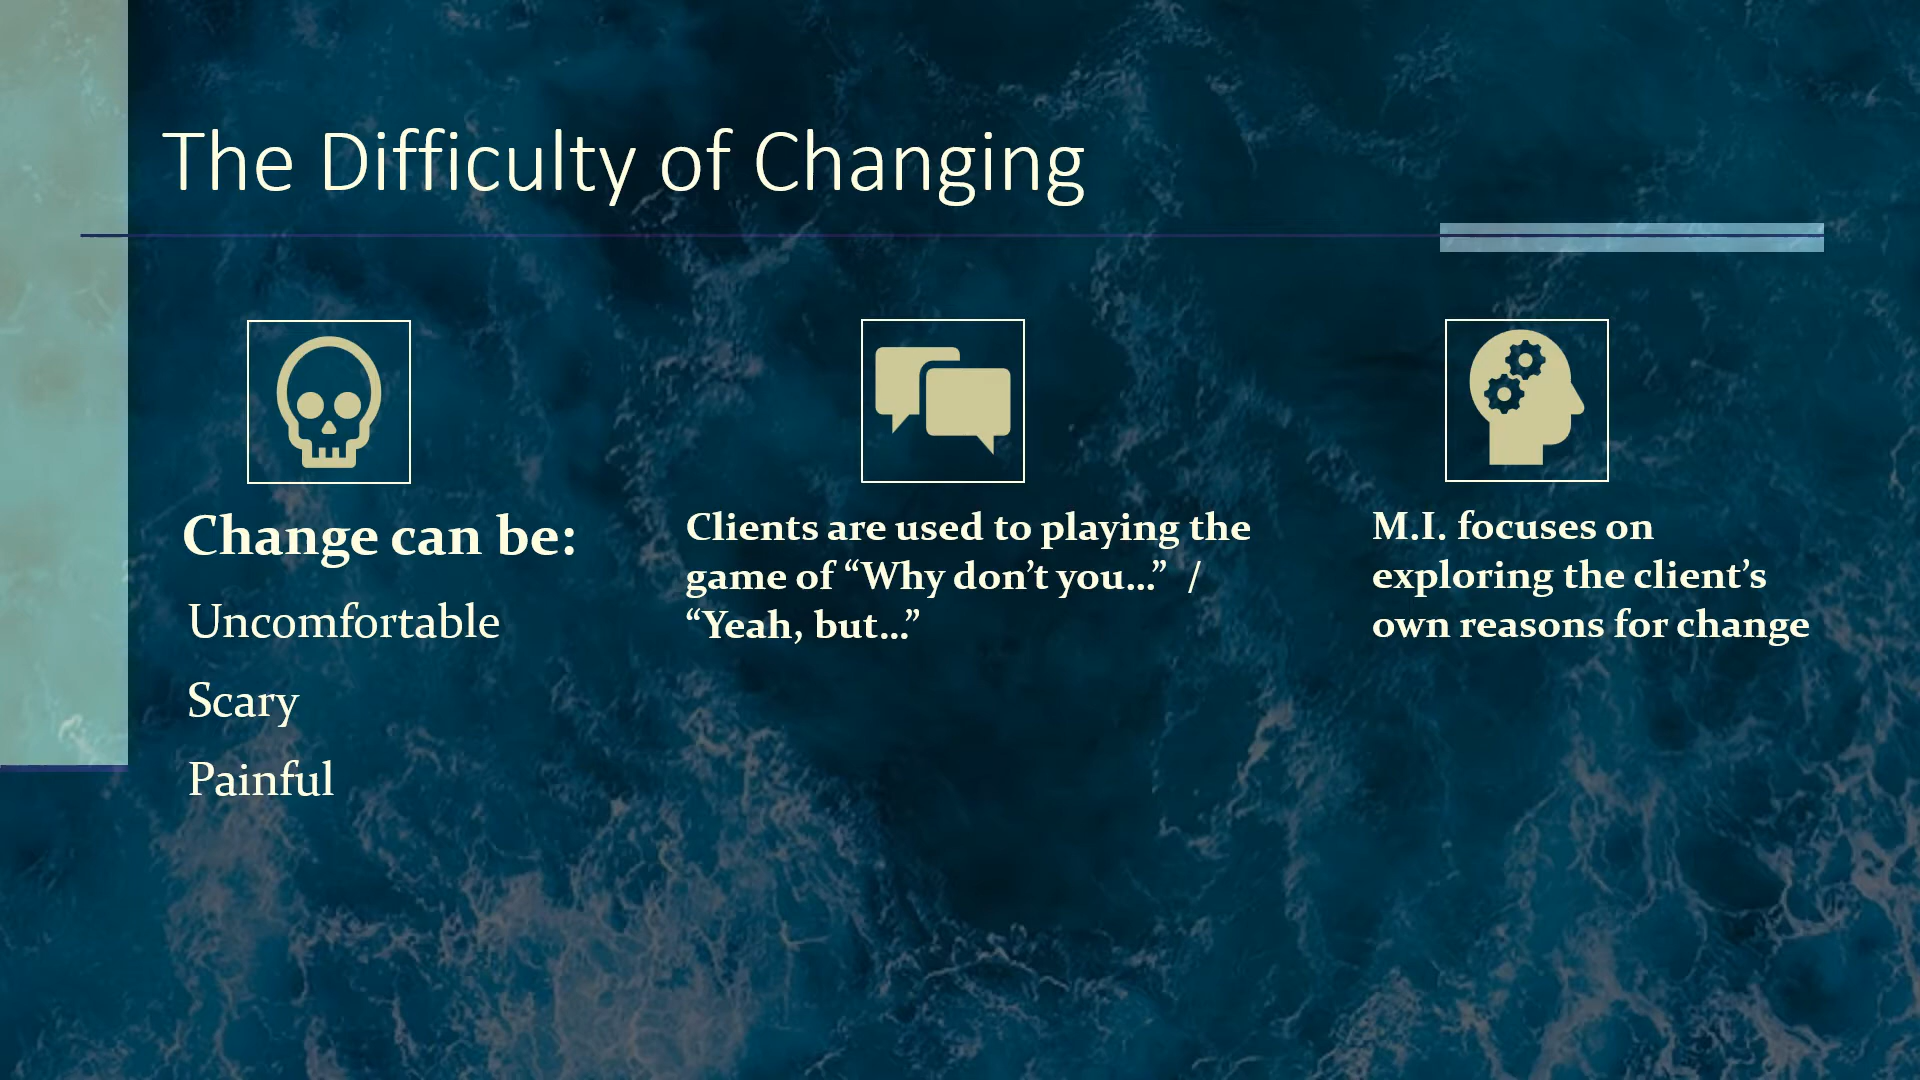 The Difficulty of Changing
Change can be:
Uncomfortable
Scary
Painful
Clients are used to playing the
game of “Why don’t you…”  /
“Yeah, but…”
M.I. focuses on
exploring the client’s
own reasons for change